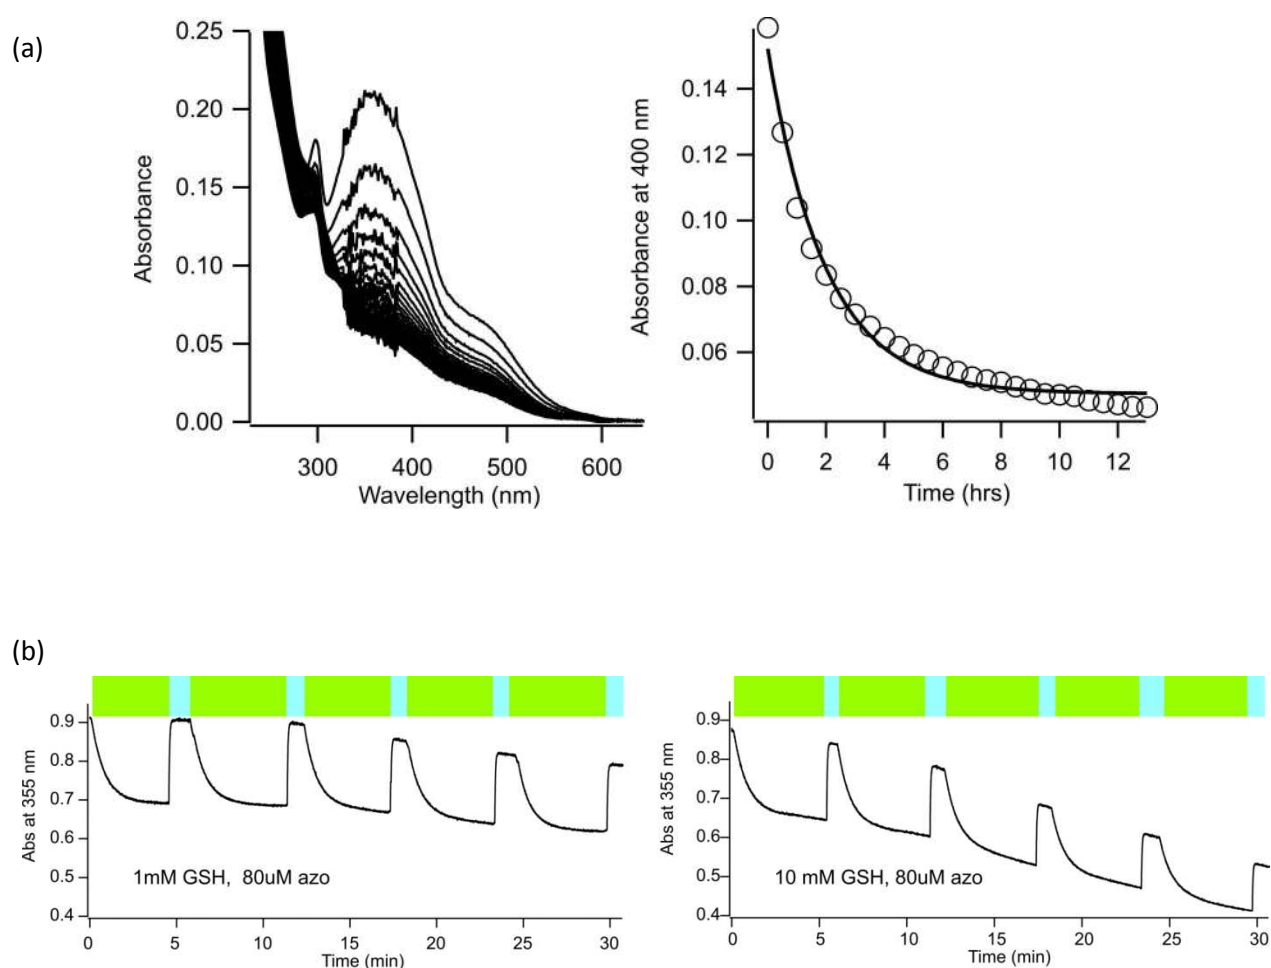 (a)
0.25
0.20
0.15
0.10
0.05
0.00
Absorbance
300 400 500 600
Wavelength (nm)
0.14
0.12
0.10
0.08
0.06
Absorbance at 400 nm
0 2 4 6 8 10 12
Time (hrs)
(b)
0.9
0.8
0.7
0.6
0.5
0.4
Abs at 355 nm
1mM GSH, 80uM azo
0 5 10 15 20 25 30
Time (min)
0.9
0.8
0.7
0.6
0.5
0.4
Abs at 355 nm
10 mM GSH, 80uM azo
0 5 10 15 20 25 30
Time (min)